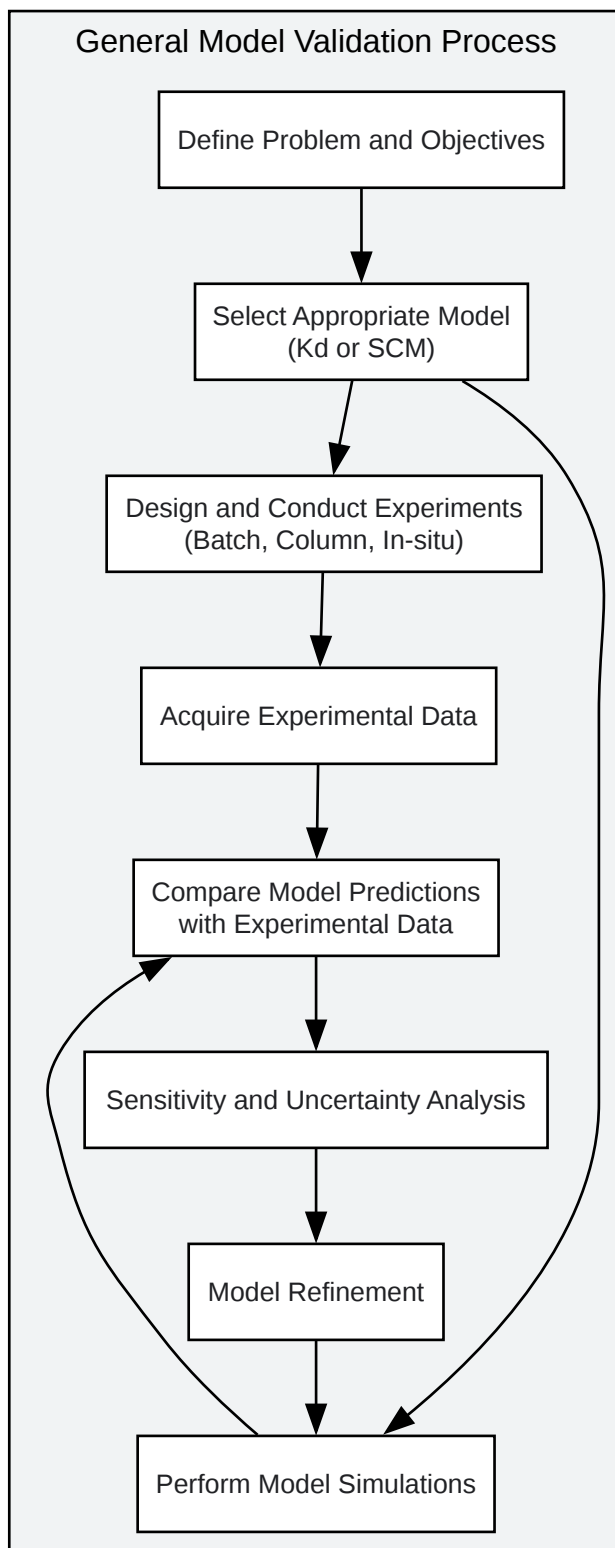 General Model Validation Process
Define Problem and Objectives
Select Appropriate Model
(Kd or SCM)
Design and Conduct Experiments
(Batch, Column, In-situ)
Acquire Experimental Data
Compare Model Predictions
with Experimental Data
Sensitivity and Uncertainty Analysis
Model Refinement
Perform Model Simulations